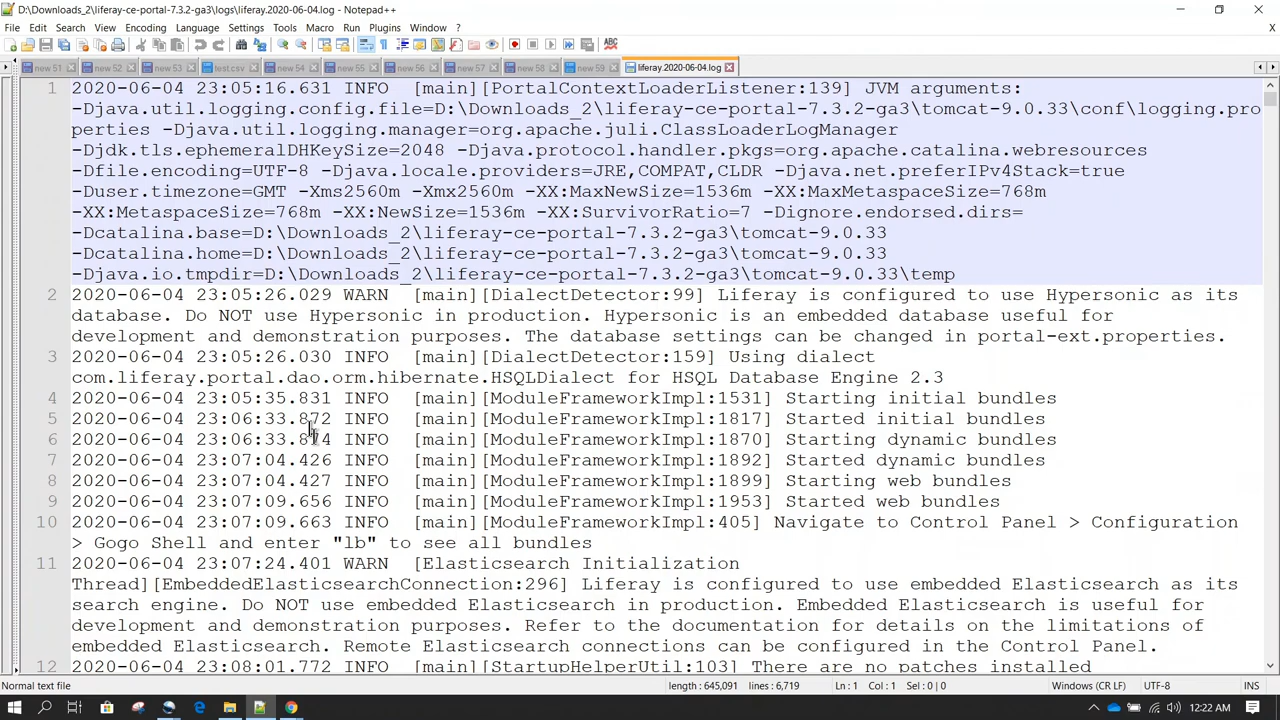 D:\Downloads_2\liferay-ce-portal-7.3.2-ga3\logs\liferay.2020-06-04.log - Notepad++
File Edit Search View Encoding Language Settings Tools Macro Run Plugins Window ?
X
new 51 new 52 new 53 test.csv new 54 new 55 new 56 new 57 new 58 new 59 liferay.2020-06-04.log
1 2020-06-04 23:05:16.631 INFO [main][PortalContextLoaderListener:139] JVM arguments:
-Djava.util.logging.config.file=D:\Downloads_2\liferay-ce-portal-7.3.2-ga3\tomcat-9.0.33\conf\logging.pro
perties -Djava.util.logging.manager=org.apache.juli.ClassLoaderLogManager
-Djdk.tls.ephemeralDHKeySize=2048 -Djava.protocol.handler.pkgs=org.apache.catalina.webresources
-Dfile.encoding=UTF-8 -Djava.locale.providers=JRE,COMPAT,CLDR -Djava.net.preferIPv4Stack=true
-Duser.timezone=GMT -Xms2560m -Xmx2560m -XX:MaxNewSize=1536m -XX:MaxMetaspaceSize=768m
-XX:MetaspaceSize=768m -XX:NewSize=1536m -XX:SurvivorRatio=7 -Dignore.endorsed.dirs=
-Dcatalina.base=D:\Downloads_2\liferay-ce-portal-7.3.2-ga3\tomcat-9.0.33
-Dcatalina.home=D:\Downloads_2\liferay-ce-portal-7.3.2-ga3\tomcat-9.0.33
-Djava.io.tmpdir=D:\Downloads_2\liferay-ce-portal-7.3.2-ga3\tomcat-9.0.33\temp
2 2020-06-04 23:05:26.029 WARN [main][DialectDetector:99] Liferay is configured to use Hypersonic as its
database. Do NOT use Hypersonic in production. Hypersonic is an embedded database useful for
development and demonstration purposes. The database settings can be changed in portal-ext.properties.
3 2020-06-04 23:05:26.030 INFO [main][DialectDetector:159] Using dialect
com.liferay.portal.dao.orm.hibernate.HSQLDialect for HSQL Database Engine 2.3
4 2020-06-04 23:05:35.831 INFO [main][ModuleFrameworkImpl:1531] Starting initial bundles
5 2020-06-04 23:06:33.872 INFO [main][ModuleFrameworkImpl:1817] Started initial bundles
6 2020-06-04 23:06:33.874 INFO [main][ModuleFrameworkImpl:1870] Starting dynamic bundles
7 2020-06-04 23:07:04.426 INFO [main][ModuleFrameworkImpl:1892] Started dynamic bundles
8 2020-06-04 23:07:04.427 INFO [main][ModuleFrameworkImpl:1899] Starting web bundles
9 2020-06-04 23:07:09.656 INFO [main][ModuleFrameworkImpl:1953] Started web bundles
10 2020-06-04 23:07:09.663 INFO [main][ModuleFrameworkImpl:405] Navigate to Control Panel > Configuration
> Gogo Shell and enter "lb" to see all bundles
11 2020-06-04 23:07:24.401 WARN [Elasticsearch Initialization
Thread][EmbeddedElasticsearchConnection:296] Liferay is configured to use embedded Elasticsearch as its
search engine. Do NOT use embedded Elasticsearch in production. Embedded Elasticsearch is useful for
development and demonstration purposes. Refer to the documentation for details on the limitations of
embedded Elasticsearch. Remote Elasticsearch connections can be configured in the Control Panel.
12 2020-06-04 23:08:01.772 INFO [main][StartupHelperUtil:103] There are no patches installed
Normal text file length : 645,091 lines : 6,719 Ln : 1 Col : 1 Sel : 0 | 0 Windows (CR LF) UTF-8 INS
12:22 AM